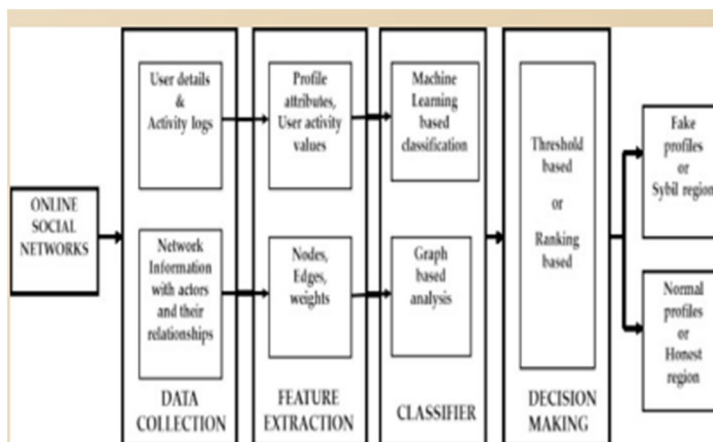 ONLINE
SOCIAL
NETWORKS
User details
&
Activity logs
Network
Information
with actors
and their
relationships
DATA
COLLECTION
Profile
attributes,
User activity
values
Nodes,
Edges,
weights
FEATURE
EXTRACTION
Machine
Learning
based
classification
Graph
based
analysis
CLASSIFIER
Threshold
based
or
Ranking
based
DECISION
MAKING
Fake
profiles
or
Sybil region
Normal
profiles
or
Honest
region